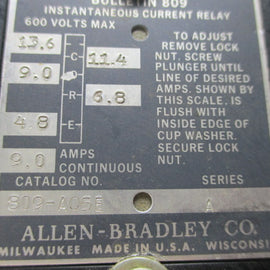 BULLETIN 809
INSTANTANEOUS CURRENT RELAY
600 VOLTS MAX
13.6
C
11.4
9.0
R
6.8
4.8
E
9.0 AMPS
CONTINUOUS
TO ADJUST
REMOVE LOCK
NUT. SCREW
PLUNGER UNTIL
LINE OF DESIRED
AMPS. SHOWN BY
THIS SCALE, IS
FLUSH WITH
INSIDE EDGE OF
CUP WASHER.
SECURE LOCK
NUT.
CATALOG NO. SERIES
A
ALLEN-BRADLEY CO.
MILWAUKEE MADE IN U.S.A. WISCONSI